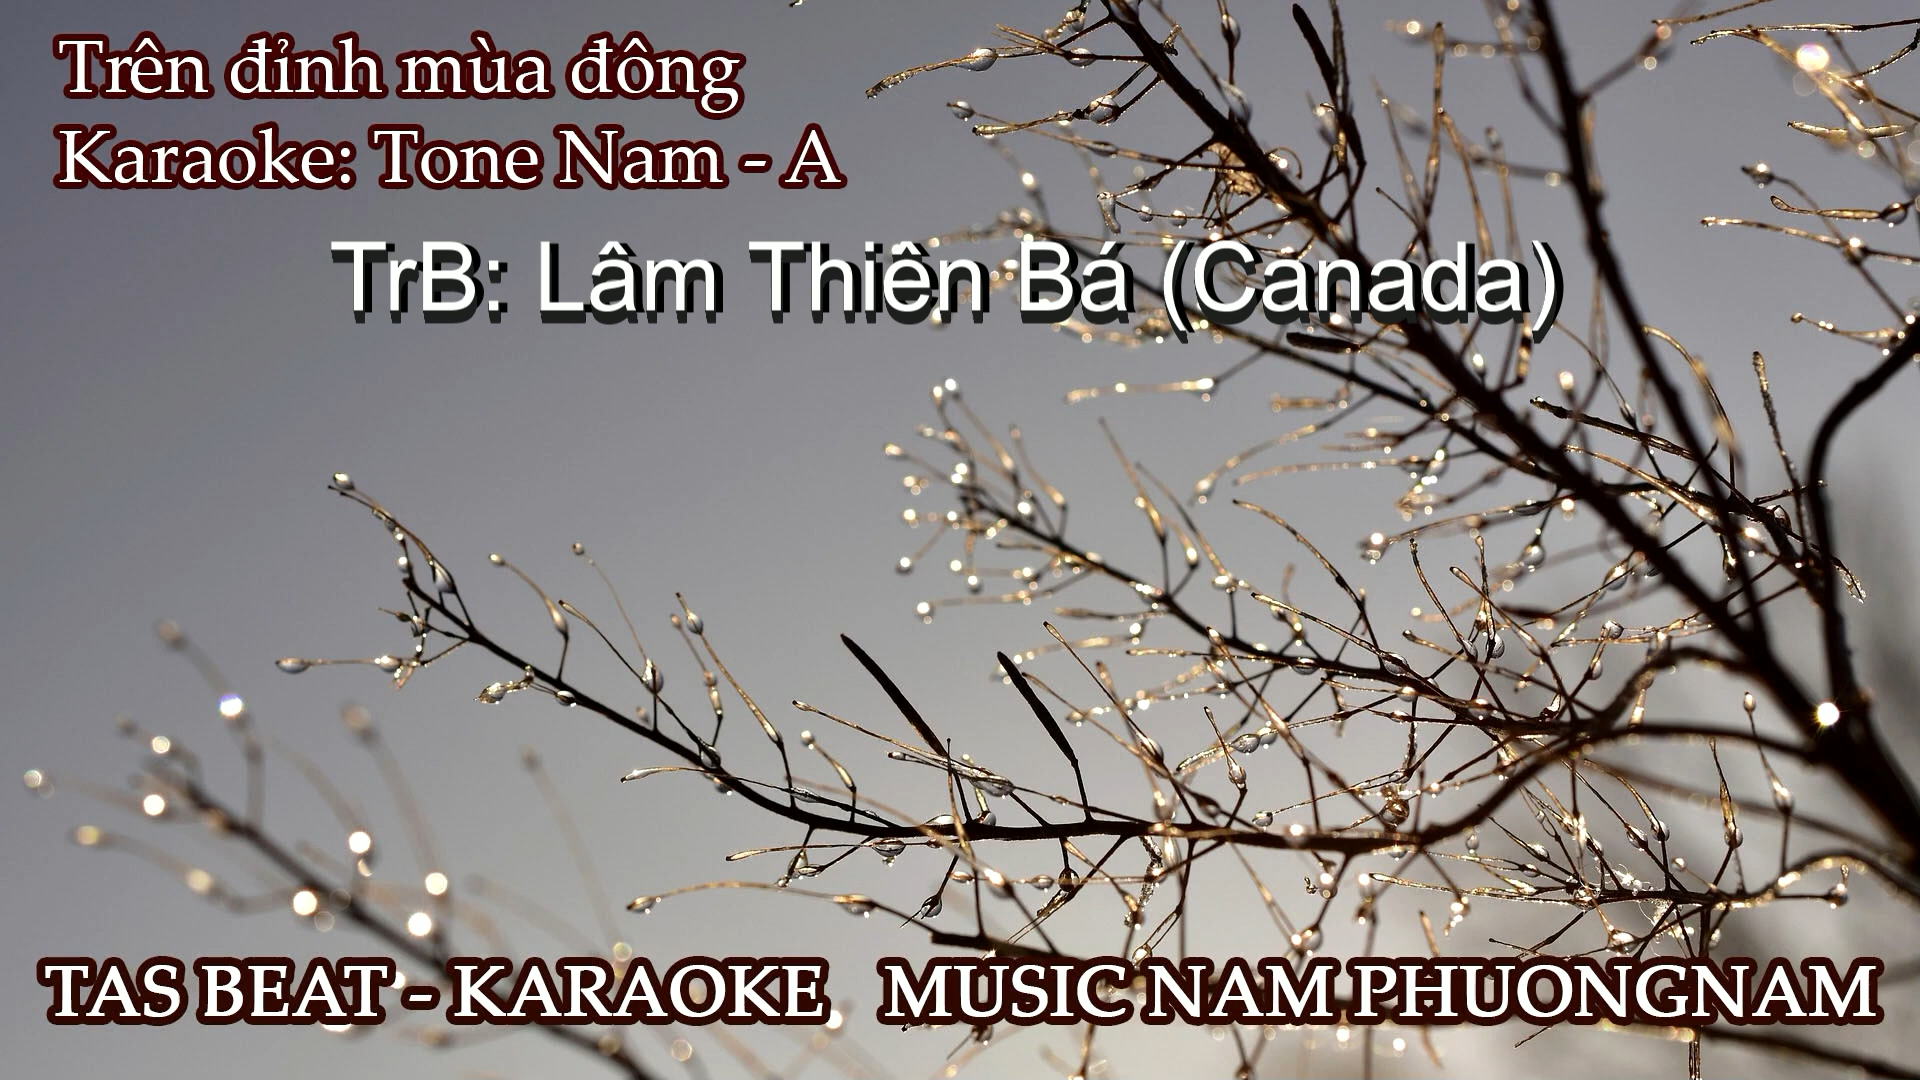 Trên đỉnh mùa đông
Karaoke: Tone Nam - A
TrB: Lâm Thiên Bá (Canada)
TAS BEAT - KARAOKE MUSIC NAM PHUONGNAM